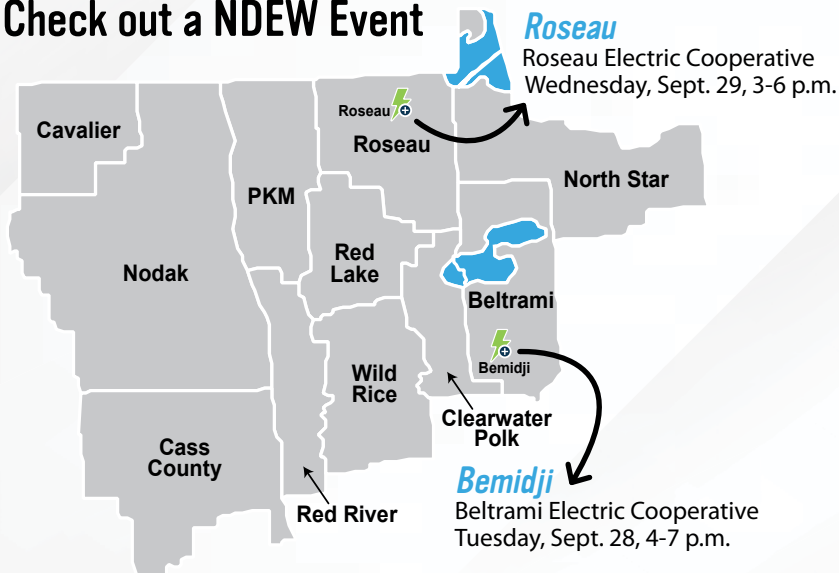 Check out a NDEW Event
Roseau
Roseau Electric Cooperative
Wednesday, Sept. 29, 3-6 p.m.
Cavalier
Roseau
Roseau
North Star
PKM
Red
Lake
Nodak
Beltrami
Bemidji
Wild
Rice
Clearwater
Polk
Cass
County
Red River
Bemidji
Beltrami Electric Cooperative
Tuesday, Sept. 28, 4-7 p.m.